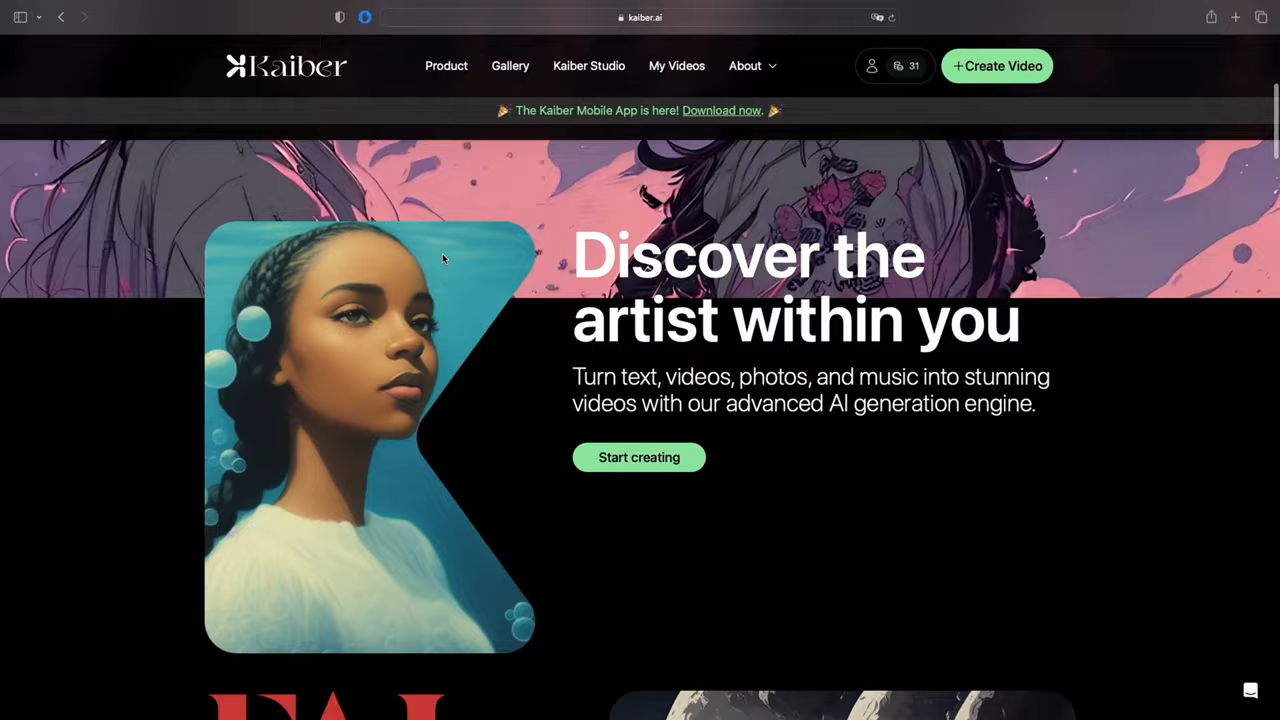 kaiber.ai
Kaiber
Product
Gallery
Kaiber Studio
My Videos
About
31
+Create Video
🎉 The Kaiber Mobile App is here! Download now. 🎉
Discover the
artist within you
Turn text, videos, photos, and music into stunning
videos with our advanced AI generation engine.
Start creating